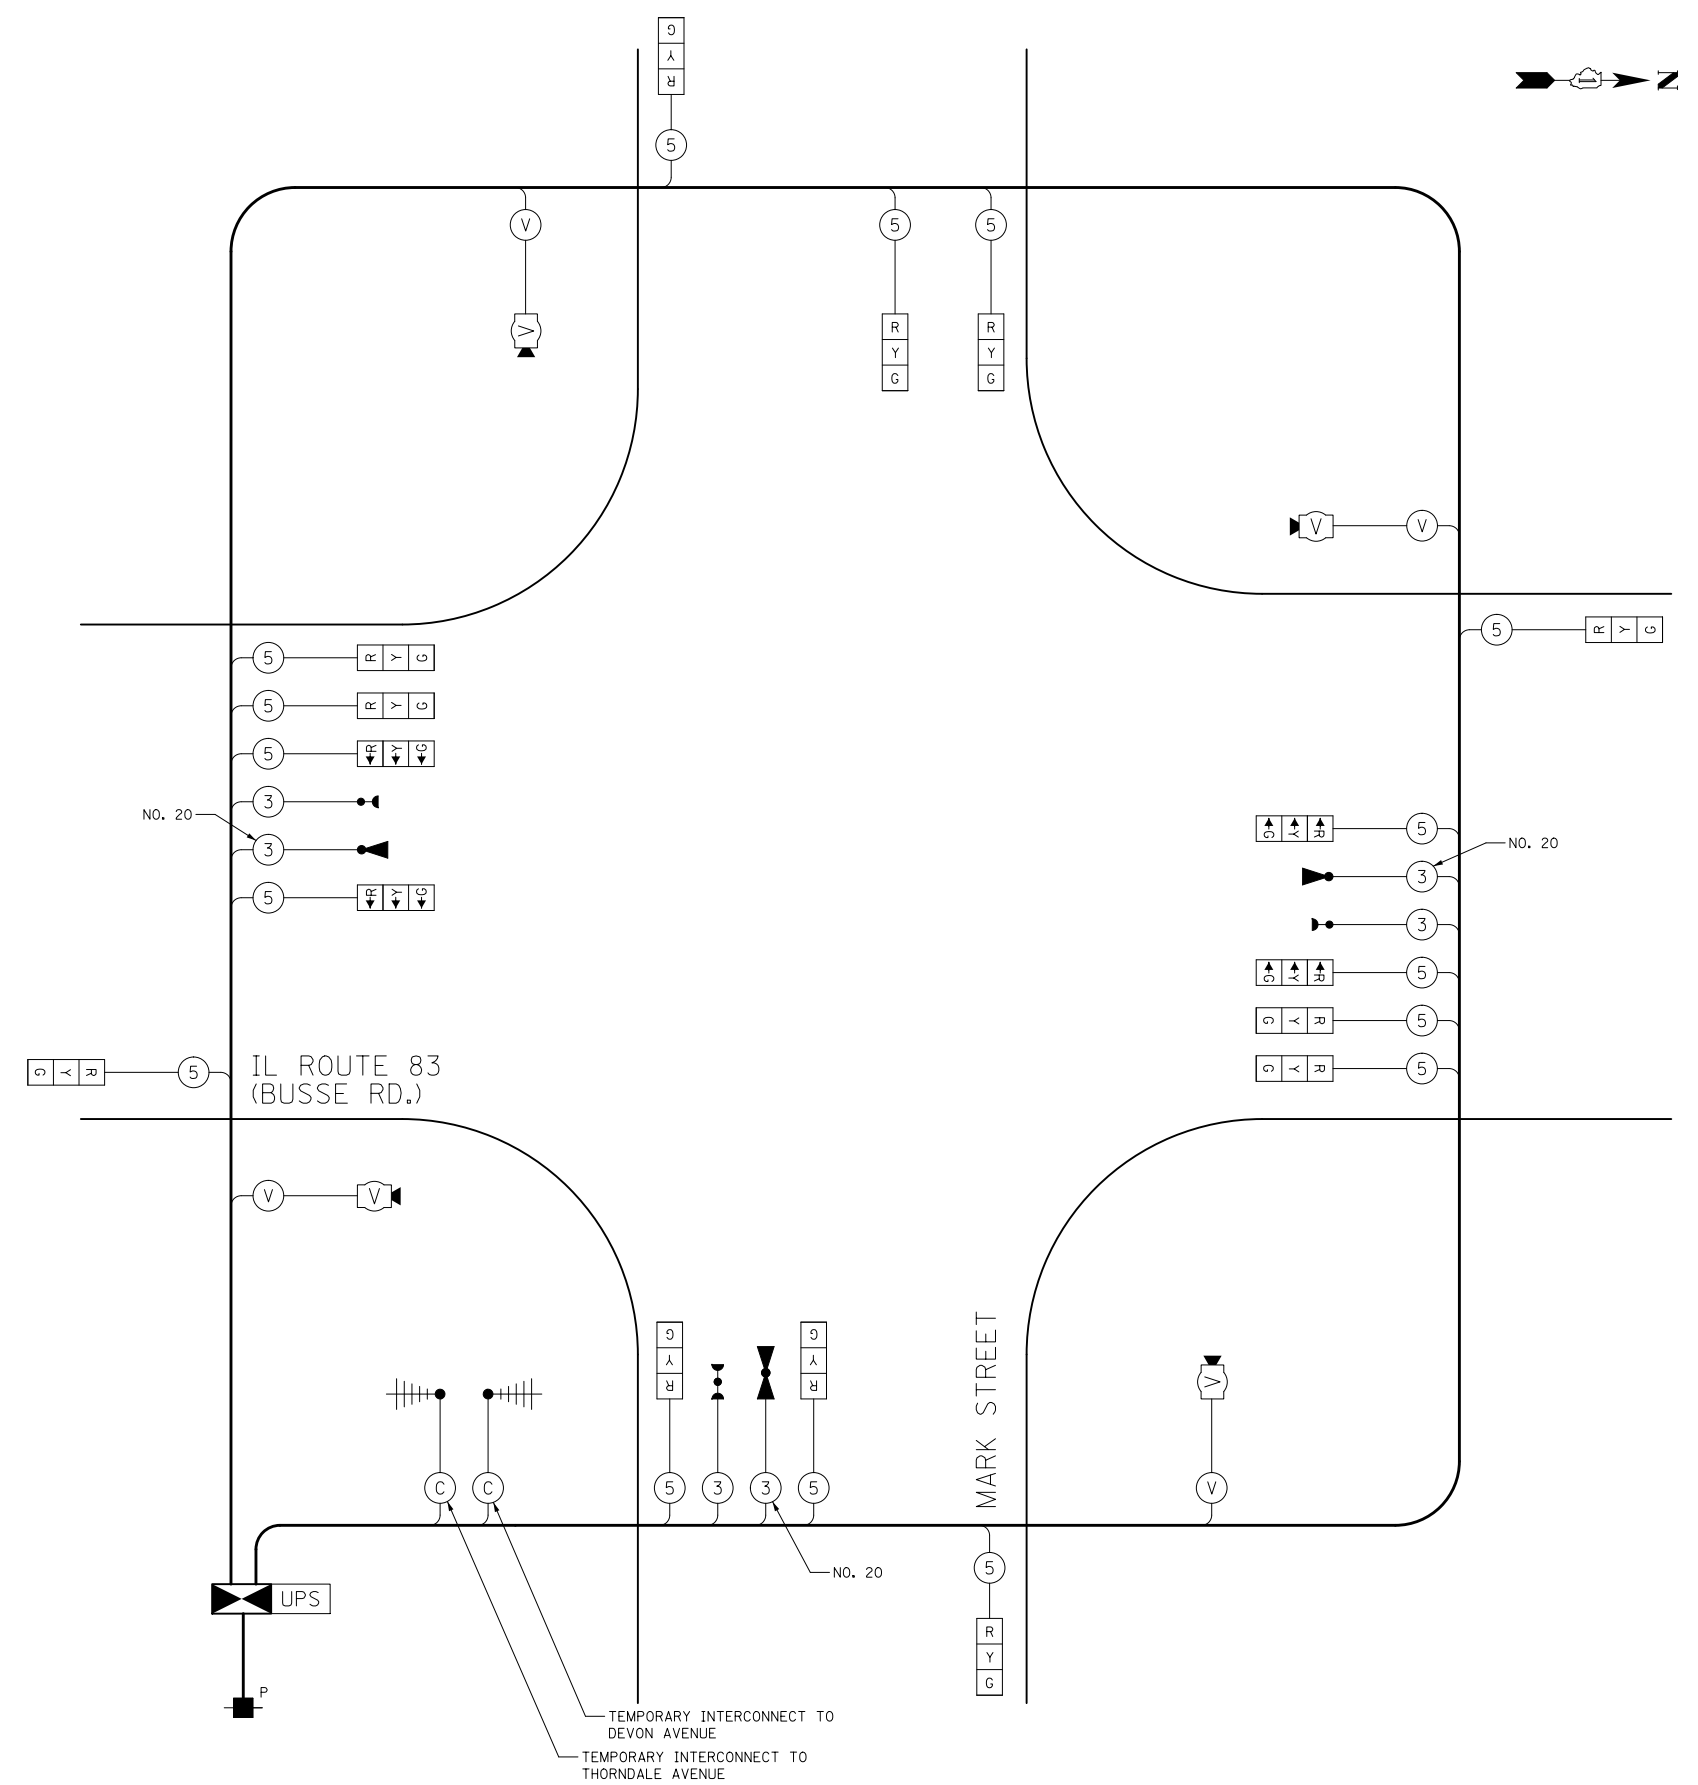 G
Y
R
5
N
V
5
5
V
R
Y
G
R
Y
G
V
V
5
R Y G
5
R Y G
5
R Y G
5
R Y G
3
NO. 20
3
5
R Y G
G Y R
5
NO. 20
3
3
G Y R
5
G Y R
5
G Y R
5
G Y R
5
IL ROUTE 83
(BUSSE RD.)
V
V
MARK STREET
G
Y
R
G
Y
R
V
C
C
5
3
3
5
V
NO. 20
5
R
Y
G
UPS
P
TEMPORARY INTERCONNECT TO
DEVON AVENUE
TEMPORARY INTERCONNECT TO
THORNDALE AVENUE